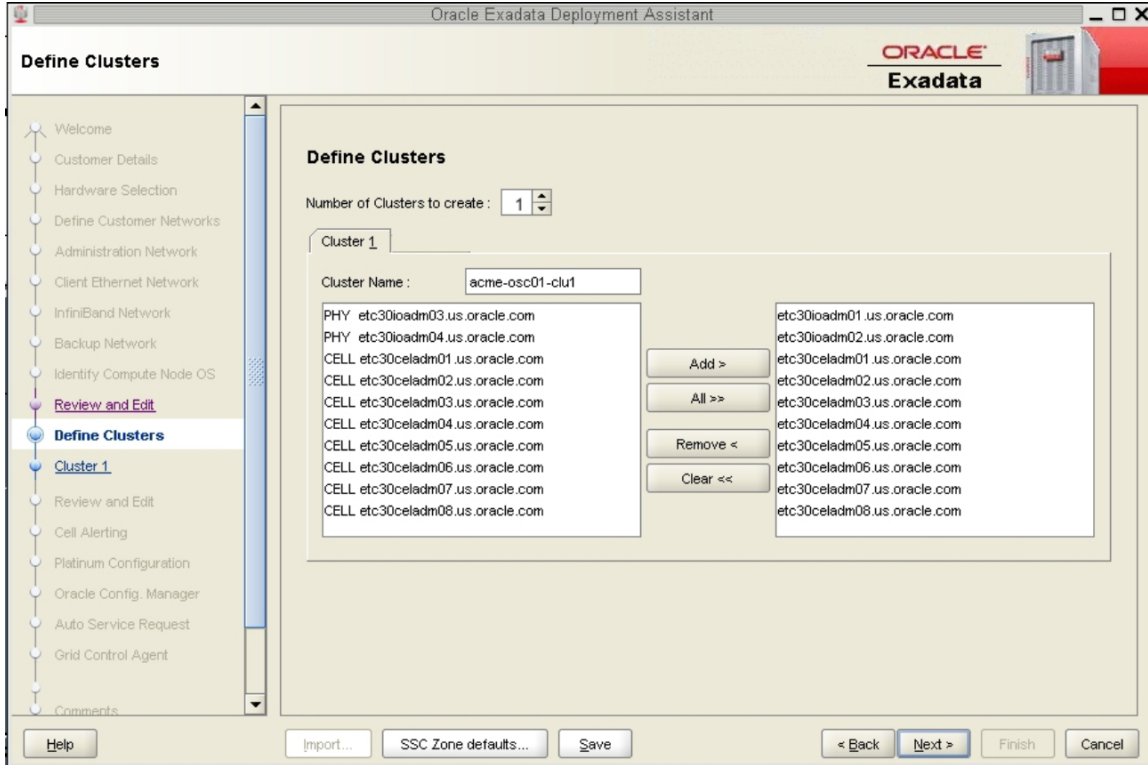 Oracle Exadata Deployment Assistant
Define Clusters
ORACLE
Exadata
Welcome
Customer Details
Hardware Selection
Define Customer Networks
Administration Network
Client Ethernet Network
InfiniBand Network
Backup Network
Identify Compute Node OS
Review and Edit
Define Clusters
Cluster 1
Review and Edit
Cell Alerting
Platinum Configuration
Oracle Config. Manager
Auto Service Request
Grid Control Agent
Comments
Define Clusters
Number of Clusters to create : 1
Cluster 1
Cluster Name : acme-osc01-clu1
PHY etc30ioadm03.us.oracle.com
PHY etc30ioadm04.us.oracle.com
CELL etc30celadm01.us.oracle.com
CELL etc30celadm02.us.oracle.com
CELL etc30celadm03.us.oracle.com
CELL etc30celadm04.us.oracle.com
CELL etc30celadm05.us.oracle.com
CELL etc30celadm06.us.oracle.com
CELL etc30celadm07.us.oracle.com
CELL etc30celadm08.us.oracle.com
Add >
All >>
Remove <
Clear <<
etc30ioadm01.us.oracle.com
etc30ioadm02.us.oracle.com
etc30celadm01.us.oracle.com
etc30celadm02.us.oracle.com
etc30celadm03.us.oracle.com
etc30celadm04.us.oracle.com
etc30celadm05.us.oracle.com
etc30celadm06.us.oracle.com
etc30celadm07.us.oracle.com
etc30celadm08.us.oracle.com
Help Import... SSC Zone defaults... Save < Back Next > Finish Cancel